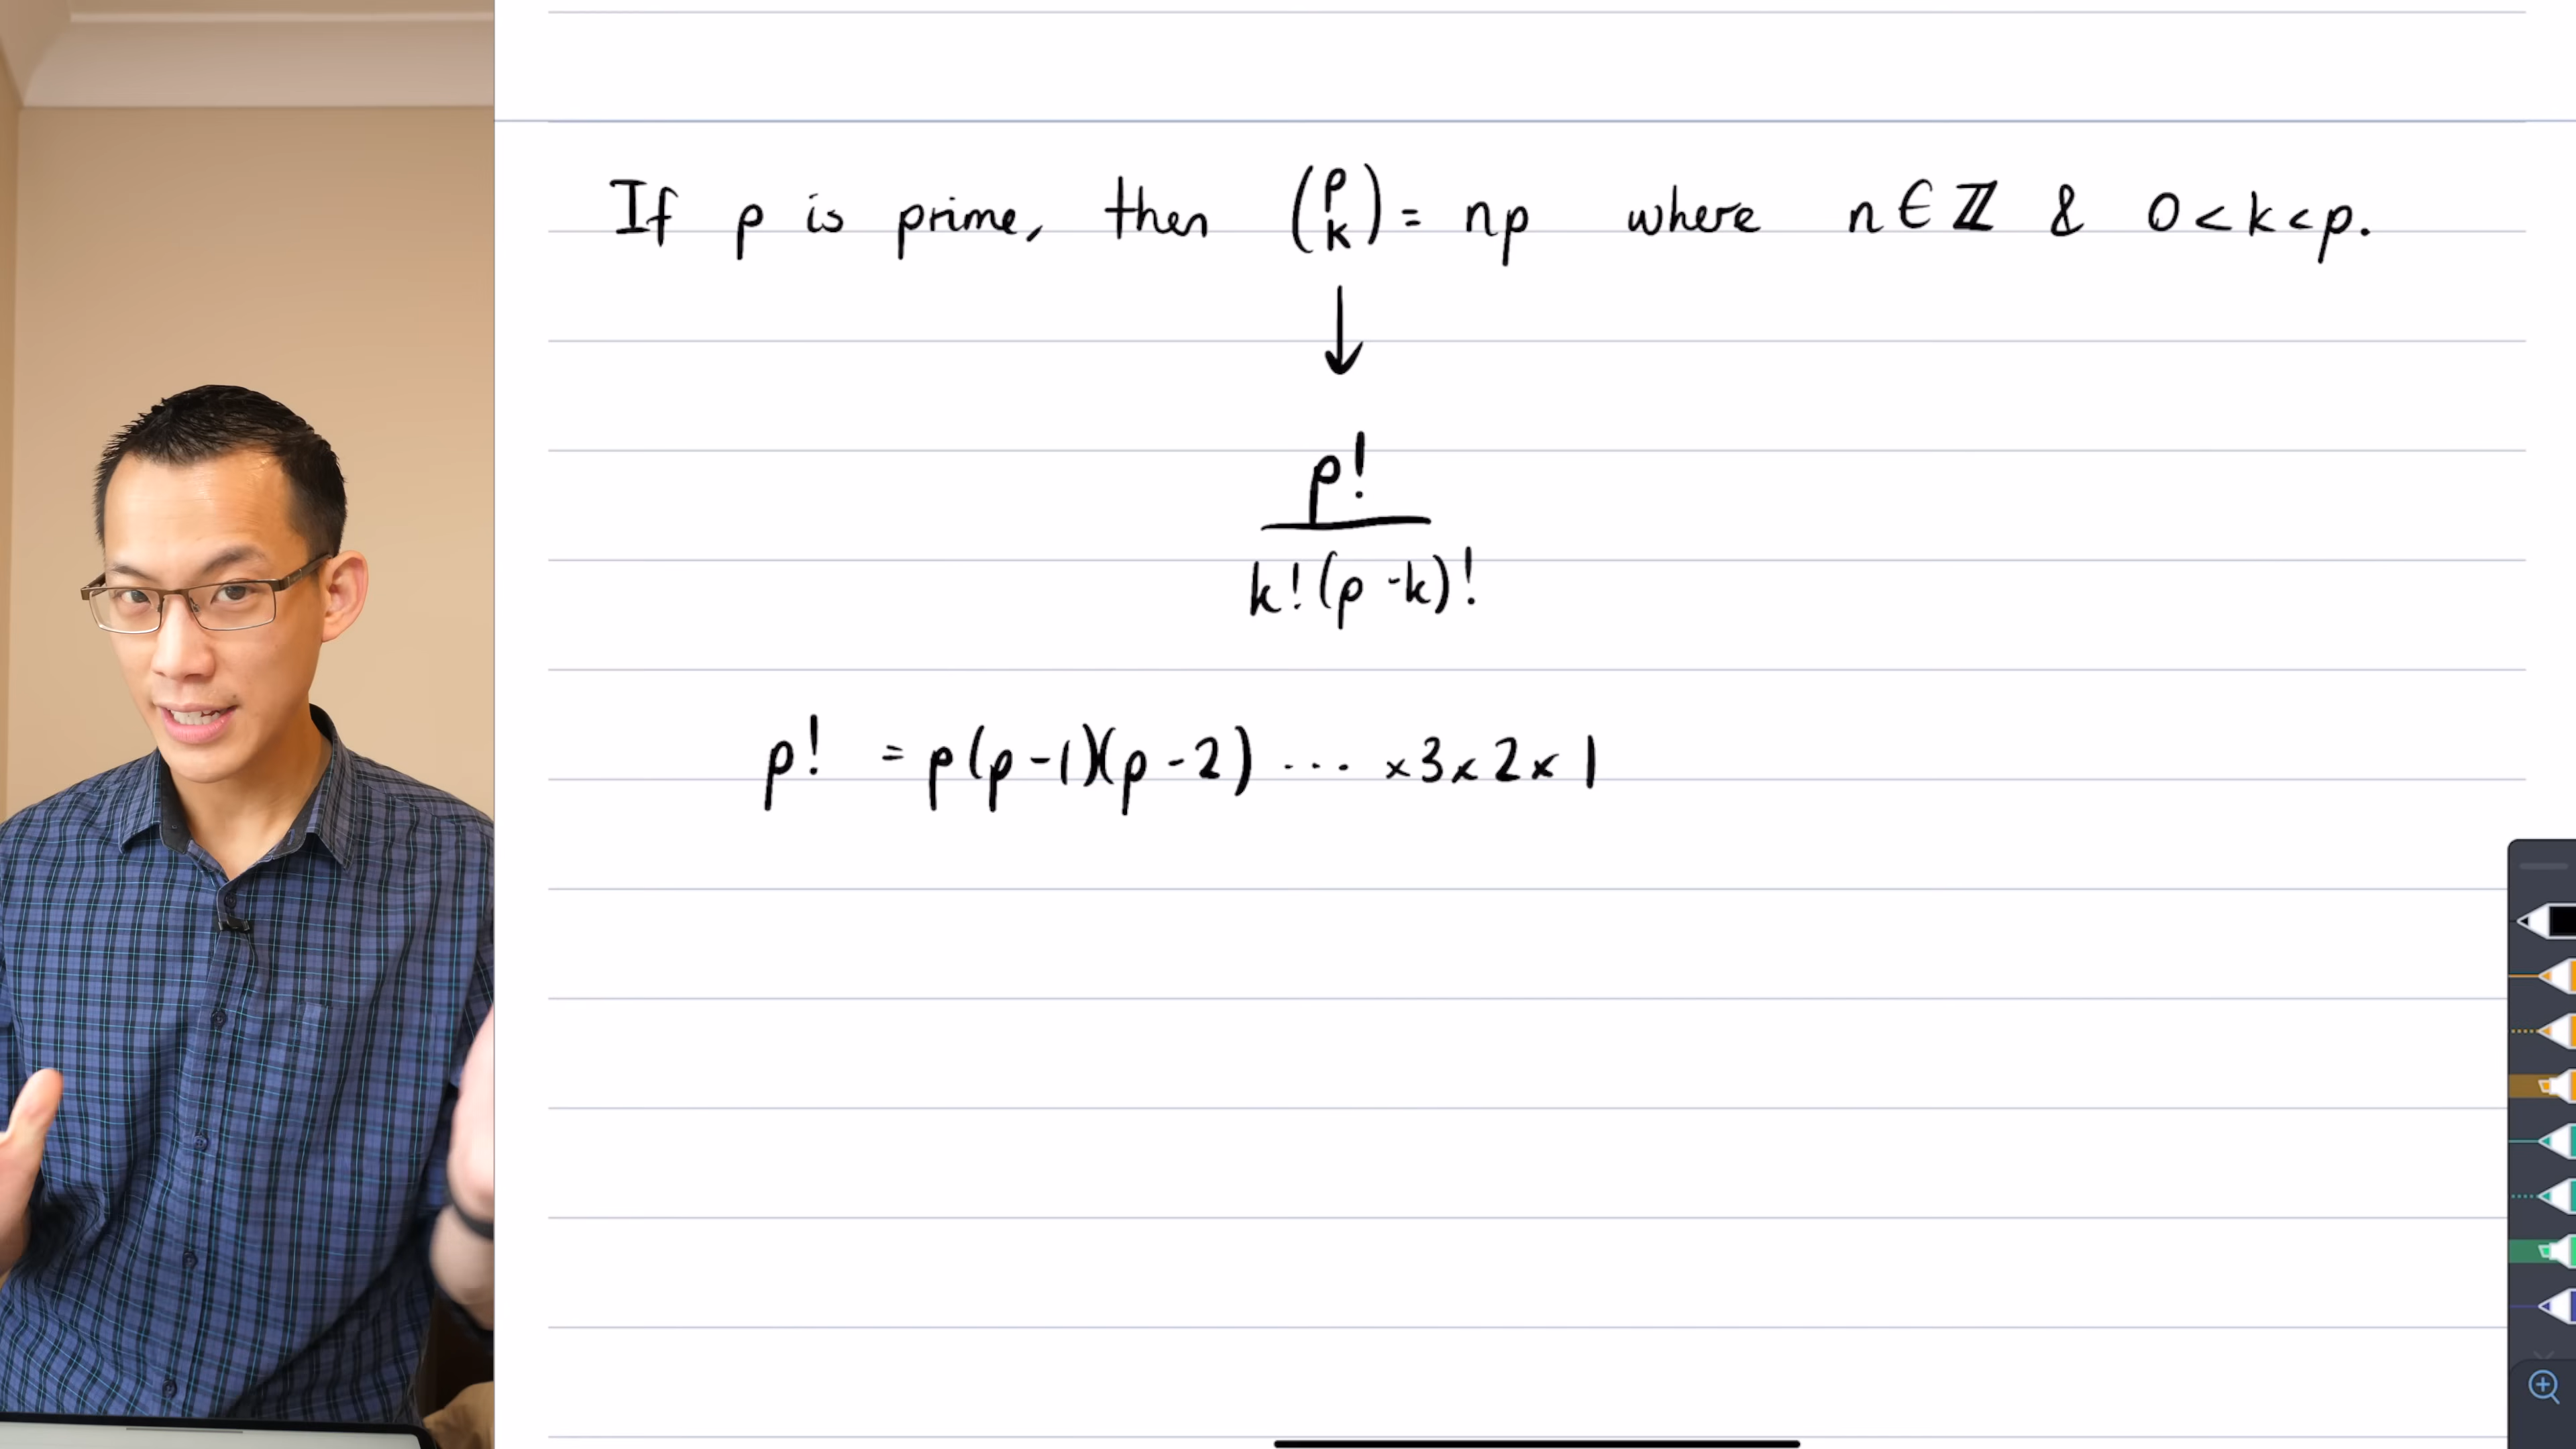 If p is prime, then (p k) = np where n ∈ ℤ & 0 < k < p.
↓
p!
k! (p - k)!
p! = p(p - 1)(p - 2) ... × 3 × 2 × 1